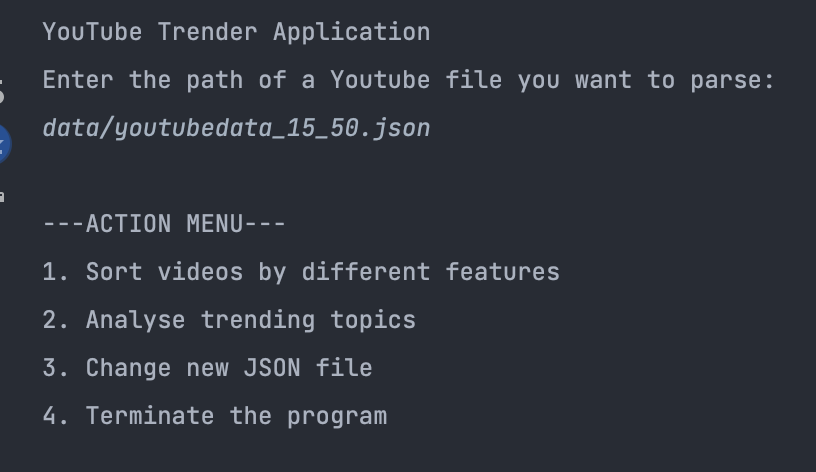 YouTube Trender Application
Enter the path of a Youtube file you want to parse:
data/youtubedata_15_50.json
---ACTION MENU---
1. Sort videos by different features
2. Analyse trending topics
3. Change new JSON file
4. Terminate the program